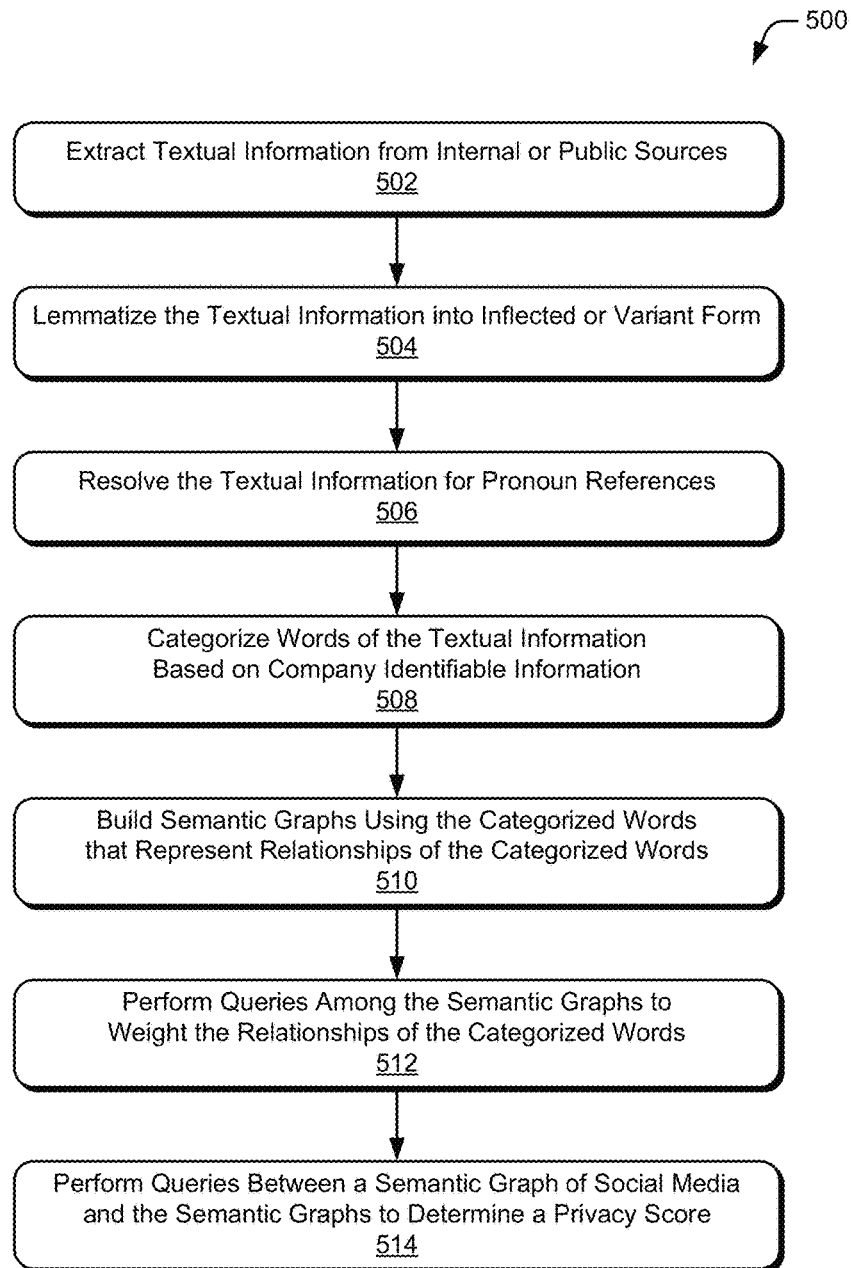 500
Extract Textual Information from Internal or Public Sources
502
Lemmatize the Textual Information into Inflected or Variant Form
504
Resolve the Textual Information for Pronoun References
506
Categorize Words of the Textual Information
Based on Company Identifiable Information
508
Build Semantic Graphs Using the Categorized Words
that Represent Relationships of the Categorized Words
510
Perform Queries Among the Semantic Graphs to
Weight the Relationships of the Categorized Words
512
Perform Queries Between a Semantic Graph of Social Media
and the Semantic Graphs to Determine a Privacy Score
514